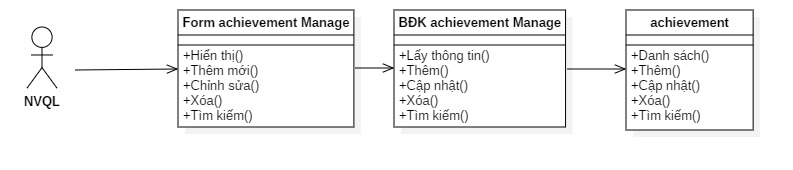 NVQL
Form achievement Manage
+Hiển thị()
+Thêm mới()
+Chỉnh sửa()
+Xóa()
+Tìm kiếm()
BĐK achievement Manage
+Lấy thông tin()
+Thêm()
+Cập nhật()
+Xóa()
+Tìm kiếm()
achievement
+Danh sách()
+Thêm()
+Cập nhật()
+Xóa()
+Tìm kiếm()